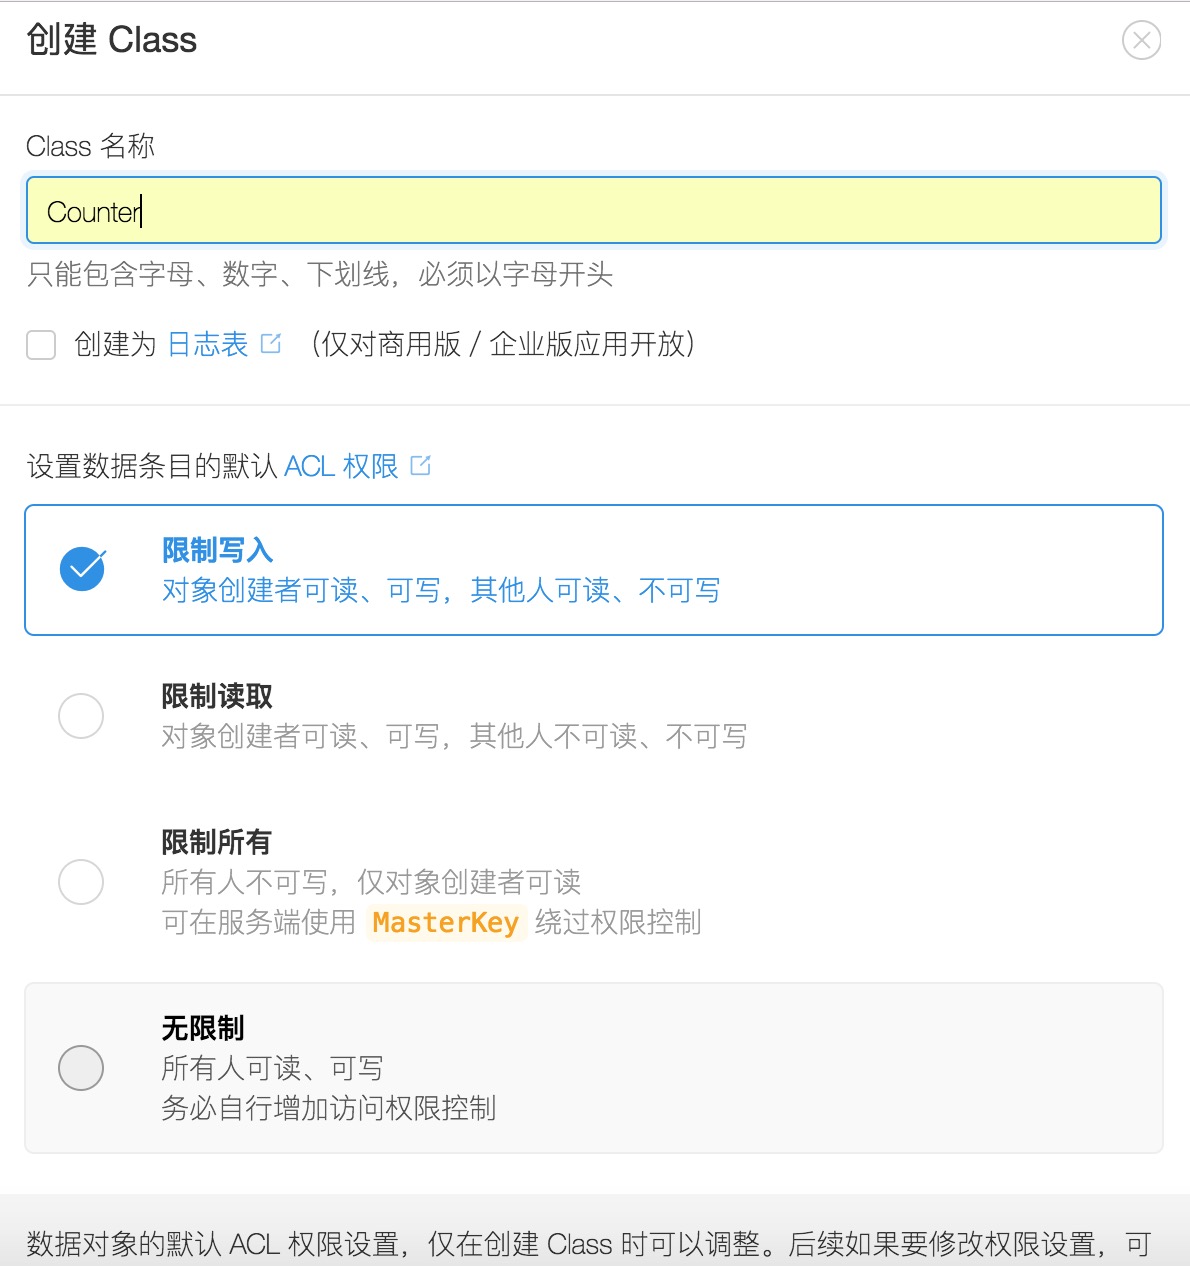 创建 Class
Class 名称
Counter
只能包含字母、数字、下划线，必须以字母开头
创建为 日志表 （仅对商用版 / 企业版应用开放）
设置数据条目的默认 ACL 权限
限制写入
对象创建者可读、可写，其他人可读、不可写
限制读取
对象创建者可读、可写，其他人不可读、不可写
限制所有
所有人不可写，仅对象创建者可读
可在服务端使用 MasterKey 绕过权限控制
无限制
所有人可读、可写
务必自行增加访问权限控制
数据对象的默认 ACL 权限设置，仅在创建 Class 时可以调整。后续如果要修改权限设置，可